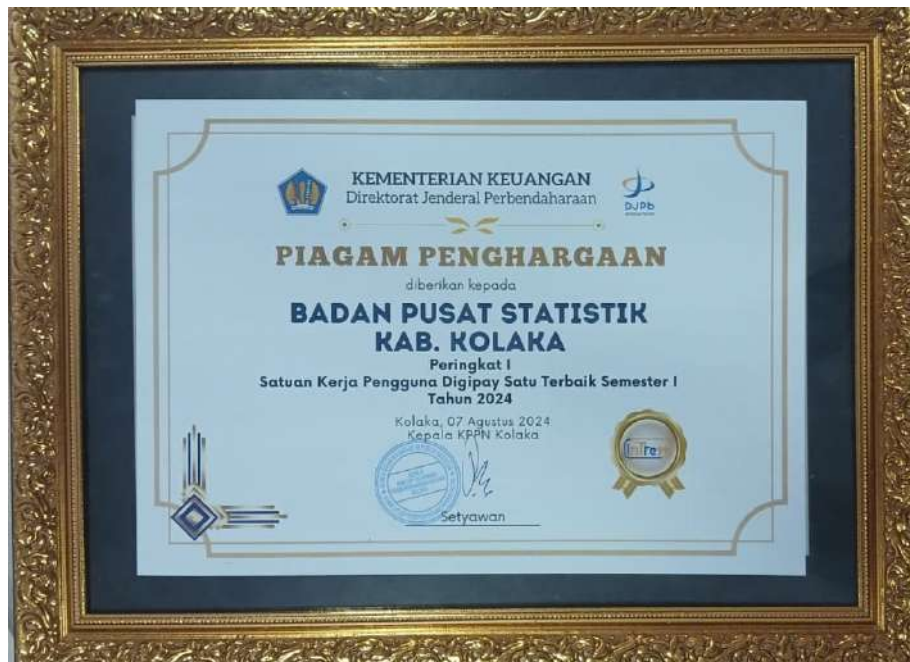 KEMENTERIAN KEUANGAN
Direktorat Jenderal Perbendaharaan
DJPb
PIAGAM PENGHARGAAN
diberikan kepada
BADAN PUSAT STATISTIK
KAB. KOLAKA
Peringkat I
Satuan Kerja Pengguna Digipay Satu Terbaik Semester I
Tahun 2024
Kolaka, 07 Agustus 2024
Kepala KPPN Kolaka
Setyawan